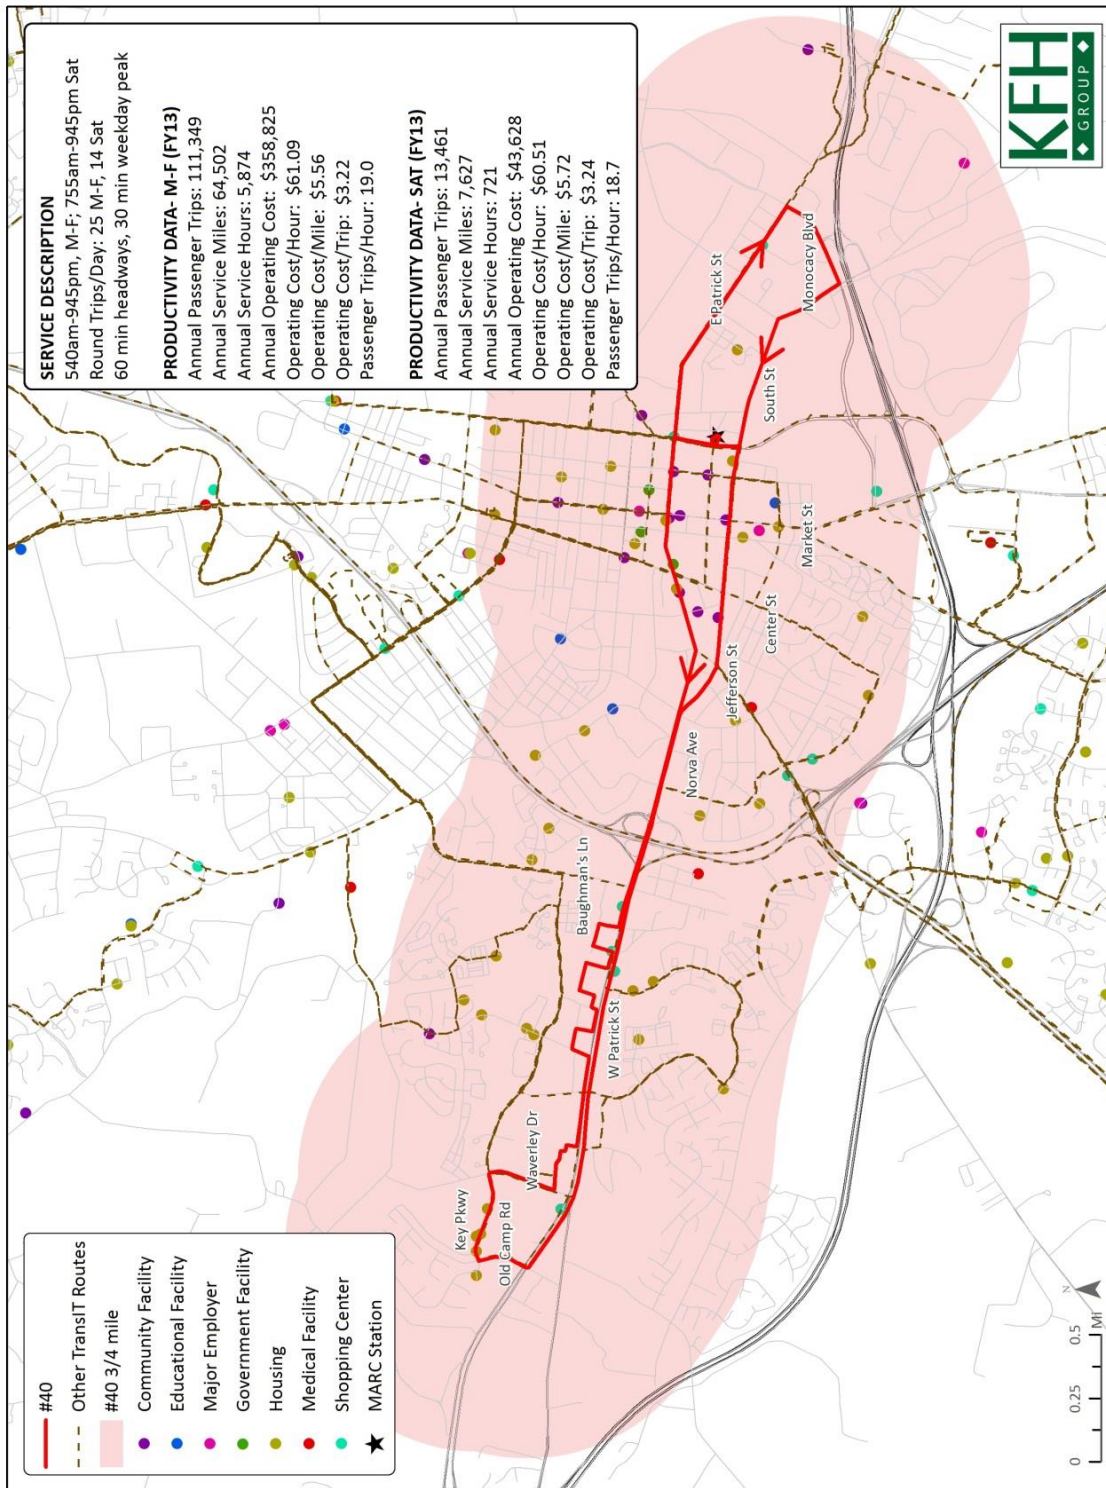 SERVICE DESCRIPTION
540am-945pm, M-F; 755am-945pm Sat
Round Trips/Day: 25 M-F, 14 Sat
60 min headways, 30 min weekday peak
PRODUCTIVITY DATA- M-F (FY13)
Annual Passenger Trips: 111,349
Annual Service Miles: 64,502
Annual Service Hours: 5,874
Annual Operating Cost: $358,825
Operating Cost/Hour: $61.09
Operating Cost/Mile: $5.56
Operating Cost/Trip: $3.22
Passenger Trips/Hour: 19.0
PRODUCTIVITY DATA- SAT (FY13)
Annual Passenger Trips: 13,461
Annual Service Miles: 7,627
Annual Service Hours: 721
Annual Operating Cost: $43,628
Operating Cost/Hour: $60.51
Operating Cost/Mile: $5.72
Operating Cost/Trip: $3.24
Passenger Trips/Hour: 18.7
#40
Other TransIT Routes
#40 3/4 mile
Community Facility
Educational Facility
Major Employer
Government Facility
Housing
Medical Facility
Shopping Center
MARC Station
Key Pkwy
Old Camp Rd
Waverley Dr
W Patrick St
Baughman's Ln
Norva Ave
Jefferson St
Center St
Market St
South St
E Patrick St
Monocacy Blvd
N
0 0.25 0.5
Mi
KFH
GROUP